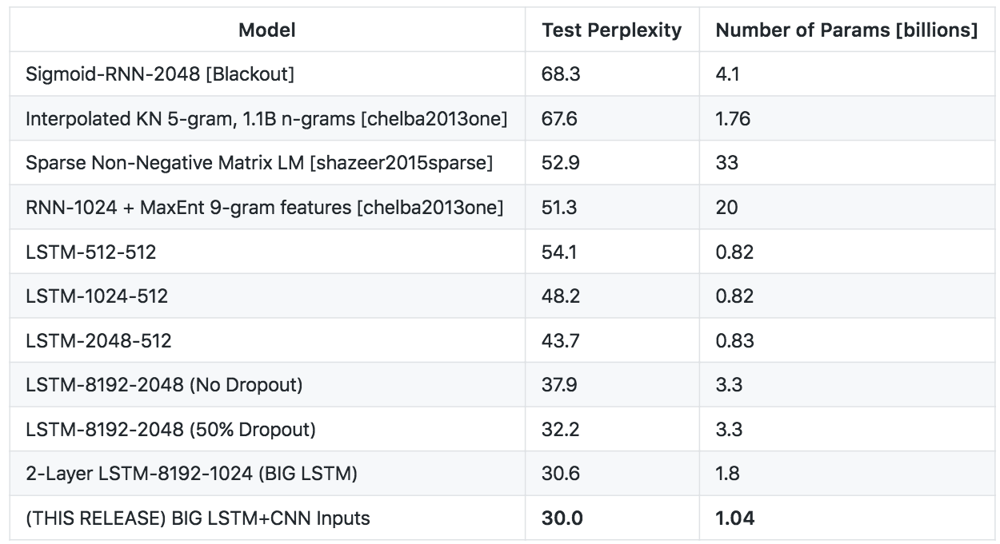 Model Test Perplexity Number of Params [billions]
Sigmoid-RNN-2048 [Blackout] 68.3 4.1
Interpolated KN 5-gram, 1.1B n-grams [chelba2013one] 67.6 1.76
Sparse Non-Negative Matrix LM [shazeer2015sparse] 52.9 33
RNN-1024 + MaxEnt 9-gram features [chelba2013one] 51.3 20
LSTM-512-512 54.1 0.82
LSTM-1024-512 48.2 0.82
LSTM-2048-512 43.7 0.83
LSTM-8192-2048 (No Dropout) 37.9 3.3
LSTM-8192-2048 (50% Dropout) 32.2 3.3
2-Layer LSTM-8192-1024 (BIG LSTM) 30.6 1.8
(THIS RELEASE) BIG LSTM+CNN Inputs 30.0 1.04